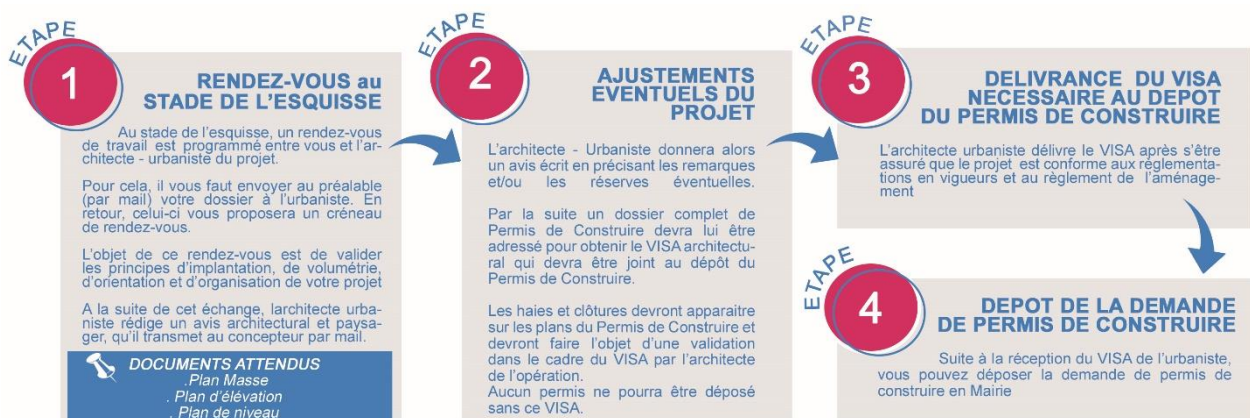 ETAPE
1
RENDEZ-VOUS au
STADE DE L'ESQUISSE
Au stade de l'esquisse, un rendez-vous
de travail est programmé entre vous et l'ar-
chitecte - urbaniste du projet.
Pour cela, il vous faut envoyer au préalable
(par mail) votre dossier à l'urbaniste. En
retour, celui-ci vous proposera un créneau
de rendez-vous.
L'objet de ce rendez-vous est de valider
les principes d'implantation, de volumétrie,
d'orientation et d'organisation de votre projet
A la suite de cet échange, larchitecte urba-
niste rédige un avis architectural et paysa-
ger, qu'il transmet au concepteur par mail.
DOCUMENTS ATTENDUS
.Plan Masse
. Plan d'élévation
. Plan de niveau
ETAPE
2
AJUSTEMENTS
EVENTUELS DU
PROJET
L'architecte - Urbaniste donnera alors
un avis écrit en précisant les remarques
et/ou les réserves éventuelles.
Par la suite un dossier complet de
Permis de Construire devra lui être
adressé pour obtenir le VISA architectu-
ral qui devra être joint au dépôt du
Permis de Construire.
Les haies et clôtures devront apparaitre
sur les plans du Permis de Construire et
devront faire l'objet d'une validation
dans le cadre du VISA par l'architecte
de l'opération.
Aucun permis ne pourra être déposé
sans ce VISA.
ETAPE
3
DELIVRANCE DU VISA
NECESSAIRE AU DEPOT
DU PERMIS DE CONSTRUIRE
L'architecte urbaniste délivre le VISA après s'être
assuré que le projet est conforme aux réglementa-
tions en vigueurs et au règlement de l'aménage-
ment
ETAPE
4
DEPOT DE LA DEMANDE
DE PERMIS DE CONSTRUIRE
Suite à la réception du VISA de l'urbaniste,
vous pouvez déposer la demande de permis de
construire en Mairie